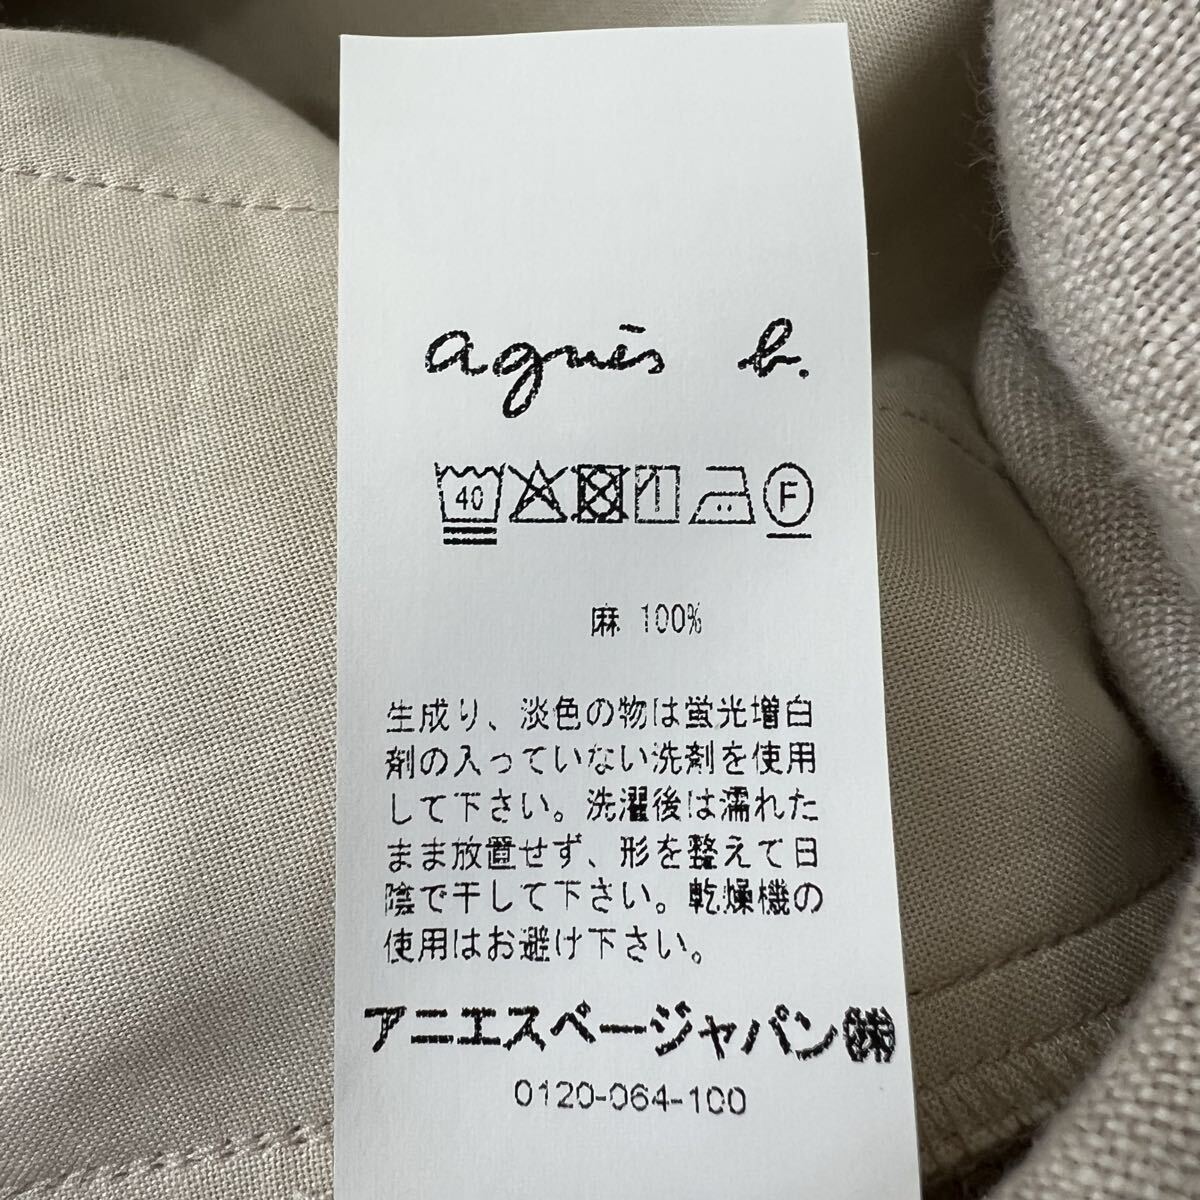 agnès b.
40 F
麻 100%
生成り、淡色の物は蛍光増白
剤の入っていない洗剤を使用
して下さい。洗濯後は濡れた
まま放置せず、形を整えて日
陰で干して下さい。乾燥機の
使用はお避け下さい。
アニエスベージャパン㈱
0120-064-100